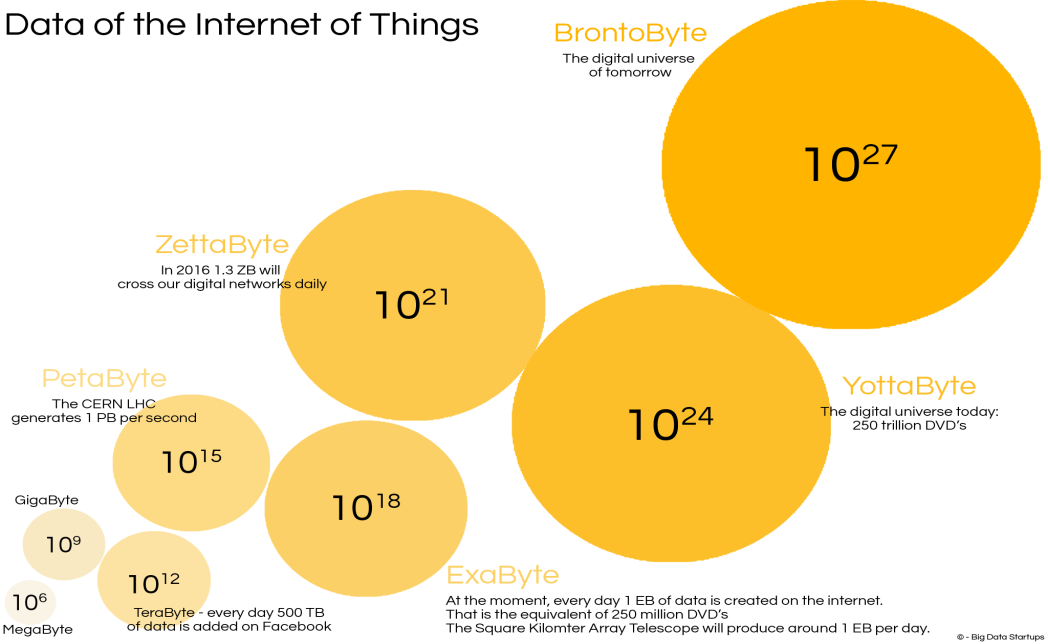 Data of the Internet of Things
BrontoByte
The digital universe
of tomorrow
10²⁷
ZettaByte
In 2016 1.3 ZB will
cross our digital networks daily
10²¹
YottaByte
The digital universe today:
250 trillion DVD's
10²⁴
PetaByte
The CERN LHC
generates 1 PB per second
10¹⁵
10¹⁸
ExaByte
At the moment, every day 1 EB of data is created on the internet.
That is the equivalent of 250 million DVD's
The Square Kilomter Array Telescope will produce around 1 EB per day.
GigaByte
10⁹
10¹²
TeraByte - every day 500 TB
of data is added on Facebook
10⁶
MegaByte
© - Big Data Startups